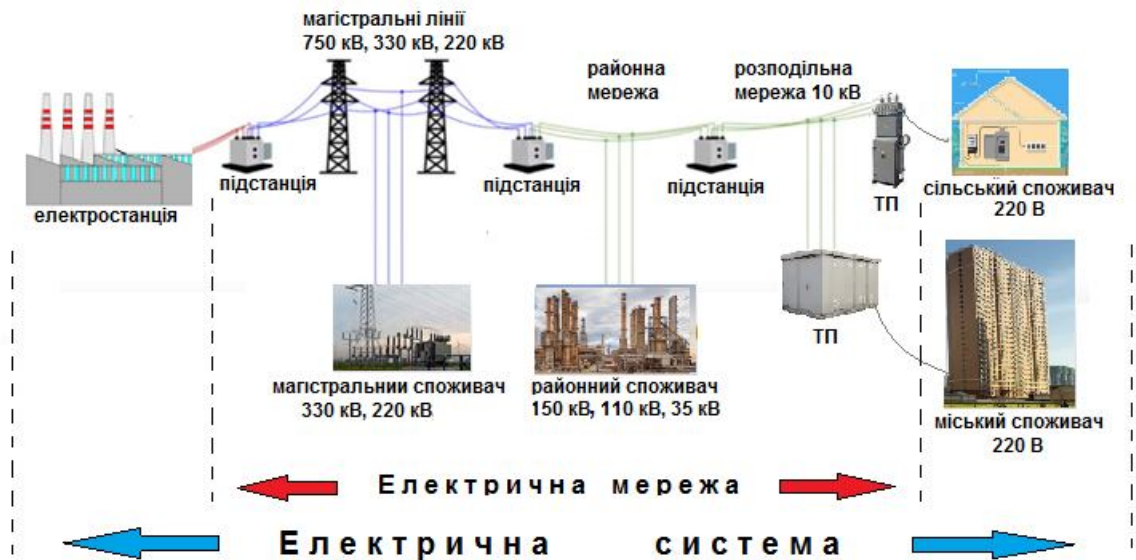 магістральні лінії
750 кВ, 330 кВ, 220 кВ
районна
мережа
розподільна
мережа 10 кВ
підстанція
підстанція
підстанція
електростанція
ТП
сільський споживач
220 В
ТП
магістральнии споживач
330 кВ, 220 кВ
районний споживач
150 кВ, 110 кВ, 35 кВ
міський споживач
220 В
Електрична мережа
Електрична система